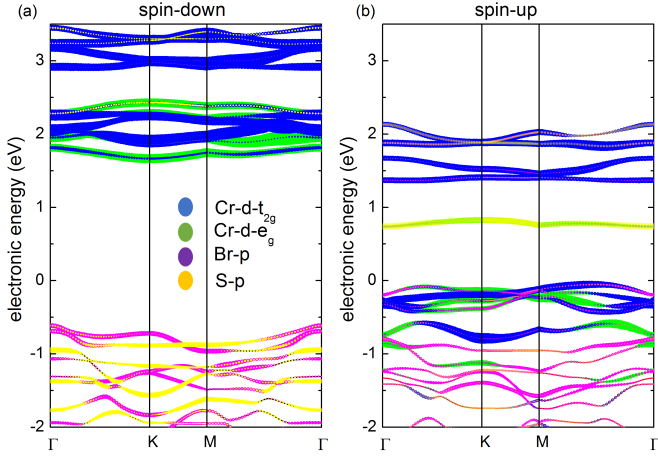 (a)
spin-down
(b)
spin-up
electronic energy (eV)
3
2
1
0
-1
-2
Cr-d-t2g
Cr-d-eg
Br-p
S-p
Γ
K
M
Γ
electronic energy (eV)
3
2
1
0
-1
-2
Γ
K
M
Γ